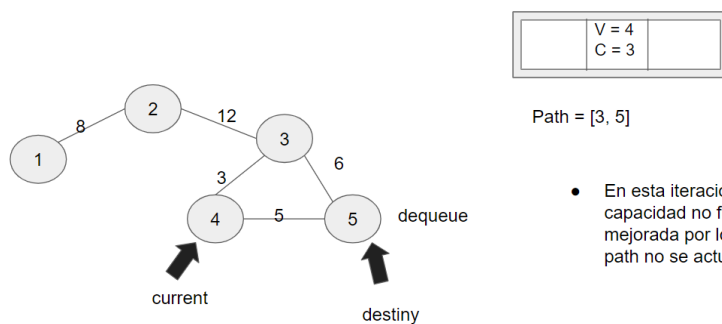 V = 4
C = 3
8
2
12
3
1
Path = [3, 5]
3
6
4
5
5
dequeue
En esta iteració
capacidad no f
mejorada por lo
path no se actu
current
destiny